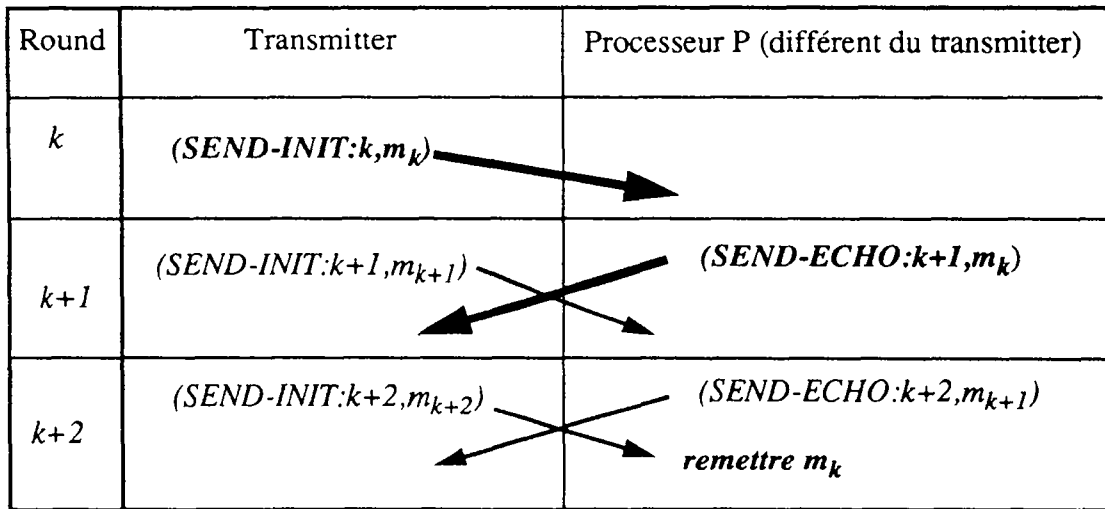 Round Transmitter Processeur P (différent du transmitter)
k (SEND-INIT:k,mk)
(SEND-INIT:k+1,mk+1) (SEND-ECHO:k+1,mk)
k+1
(SEND-INIT:k+2,mk+2) (SEND-ECHO:k+2,mk+1)
k+2
remettre mk